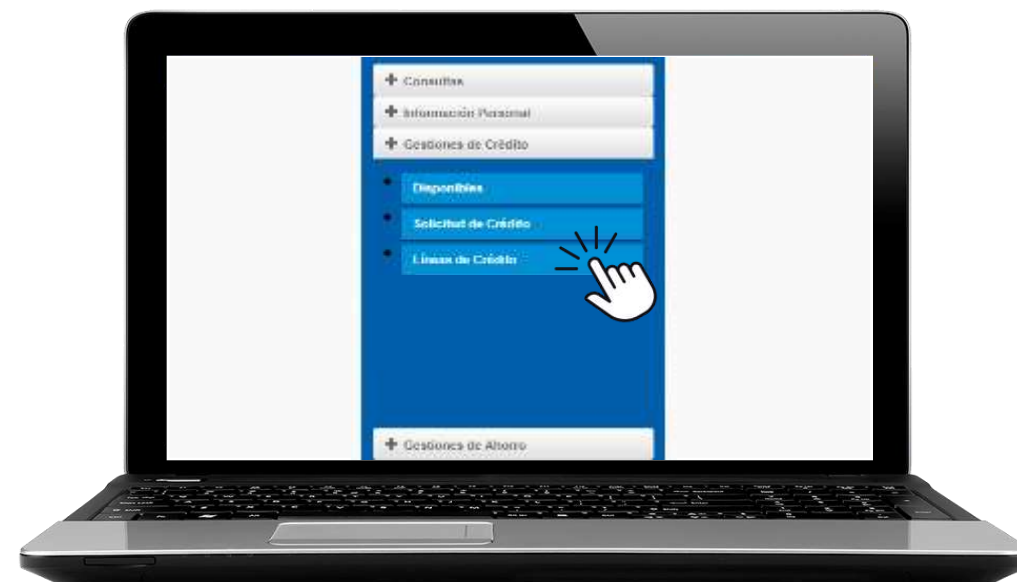 Consultas
Información Personal
Gestiones de Crédito
Disponibles
Solicitud de Crédito
Líneas de Crédito
Gestiones de Ahorro